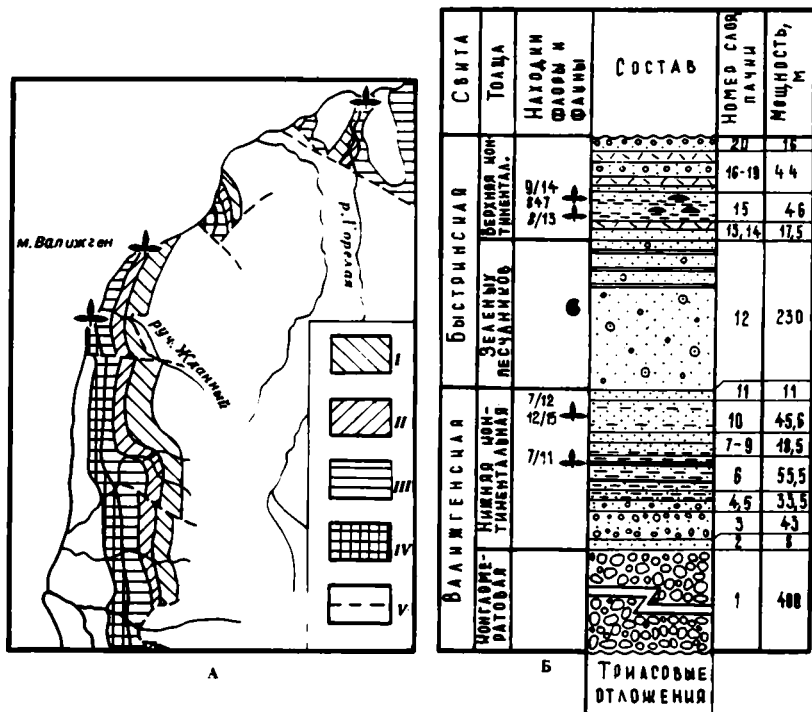 м. Валижген
р. Горелая
руч. Жданный
I
II
III
IV
V
А
СВИТА
ТОЛЩА
НАХОДКИ ФЛОРЫ И ФАУНЫ
СОСТАВ
НОМЕР СЛОЯ, ПАЧКИ
МОЩНОСТЬ, М
БЫСТРИНСКАЯ
ВЕРХНЯЯ КОНТИНЕНТАЛ.
9/14
847
8/13
20 16
16-19 44
15 46
13,14 17,5
ЗЕЛЕНЫХ ПЕСЧАНИКОВ
12 230
ВАЛИЖГЕНСКАЯ
НИЖНЯЯ КОНТИНЕНТАЛЬНАЯ
7/12
12/15
7/11
11 11
10 45,6
7-9 18,5
6 55,5
4,5 33,5
3 43
2 8
КОНГЛОМЕРАТОВАЯ
1 400
Б
ТРИАСОВЫЕ
ОТЛОЖЕНИЯ